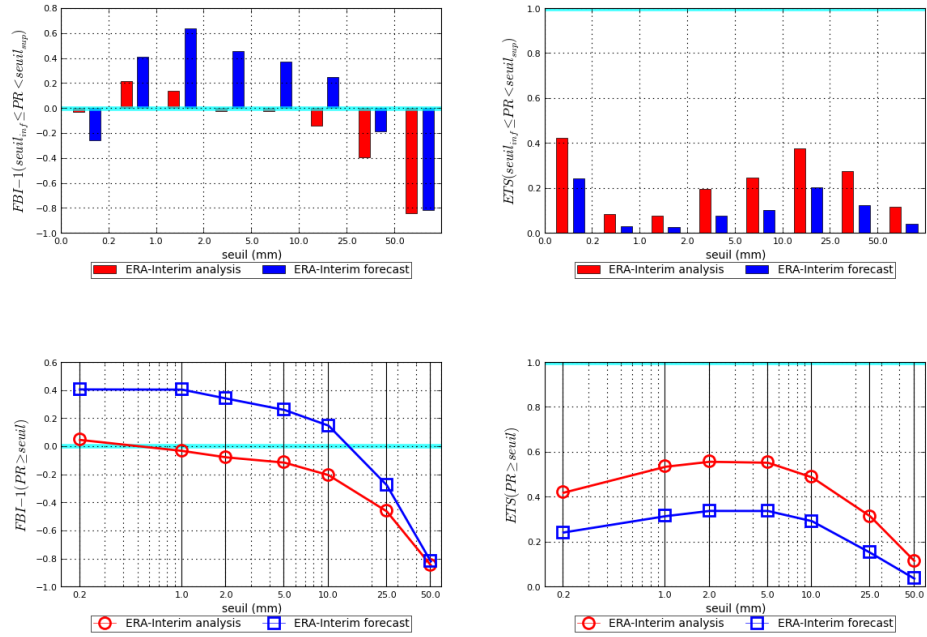 0.8
0.6
0.4
0.2
0.0
−0.2
−0.4
−0.6
−0.8
−1.0
FBI−1(seuil_inf ≤PR <seuil_sup)
0.0 0.2 1.0 2.0 5.0 10.0 25.0 50.0
seuil (mm)
ERA-Interim analysis ERA-Interim forecast
1.0
0.8
0.6
0.4
0.2
0.0
ETS(seuil_inf ≤PR <seuil_sup)
0.0 0.2 1.0 2.0 5.0 10.0 25.0 50.0
seuil (mm)
ERA-Interim analysis ERA-Interim forecast
0.6
0.4
0.2
0.0
−0.2
−0.4
−0.6
−0.8
−1.0
FBI−1(PR≥seuil)
0.2 1.0 2.0 5.0 10.0 25.0 50.0
seuil (mm)
ERA-Interim analysis ERA-Interim forecast
1.0
0.8
0.6
0.4
0.2
0.0
ETS(PR≥seuil)
0.2 1.0 2.0 5.0 10.0 25.0 50.0
seuil (mm)
ERA-Interim analysis ERA-Interim forecast